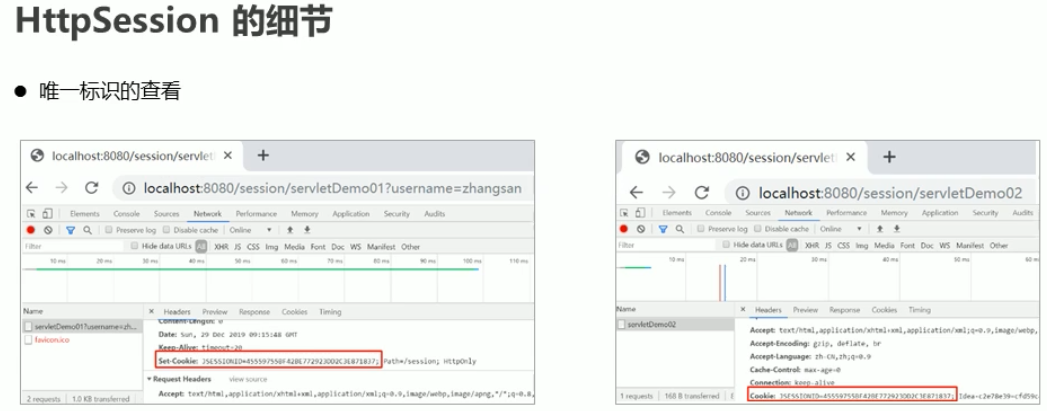 HttpSession 的细节
● 唯一标识的查看
localhost:8080/session/servlet
localhost:8080/session/servletDemo01?username=zhangsan
Elements Console Sources Network Performance Memory Application Security Audits
Preserve log Disable cache Online
Filter Hide data URLs All XHR JS CSS Img Media Font Doc WS Manifest Other
10 ms 20 ms 30 ms 40 ms 50 ms 60 ms 70 ms 80 ms 90 ms 100 ms 110 ms
Name
servletDemo01?username=zh...
favicon.ico
2 requests 1.0 KB transferred
Headers Preview Response Cookies Timing
Content-Length: 0
Date: Sun, 29 Dec 2019 09:15:48 GMT
Keep-Alive: timeout=20
Set-Cookie: Path=/session; HttpOnly
Request Headers view source
Accept: text/html,application/xhtml+xml,application/xml;q=0.9,image/webp,image/apng,*/*;q=0.8,
localhost:8080/session/servlet
localhost:8080/session/servletDemo02
Elements Console Sources Network Performance Memory Application Security Audits
Preserve log Disable cache Online
Filter Hide data URLs All XHR JS CSS Img Media Font Doc WS Manifest Other
10 ms 20 ms 30 ms 40 ms 50 ms 60 m
Name
servletDemo02
1 requests 168 B transferred
Headers Preview Response Cookies Timing
Accept: text/html,application/xhtml+xml,application/xml;q=0.9,image/webp,
Accept-Encoding: gzip, deflate, br
Accept-Language: zh-CN,zh;q=0.9
Cache-Control: max-age=0
Connection: keep-alive
Cookie: